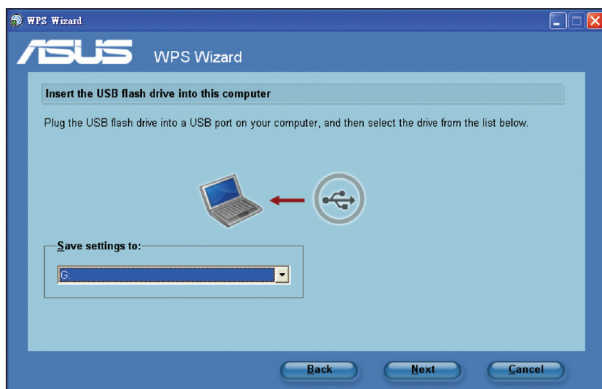 WPS Wizard
ASUS WPS Wizard
Insert the USB flash drive into this computer
Plug the USB flash drive into a USB port on your computer, and then select the drive from the list below.
Save settings to:
G:
Back Next Cancel